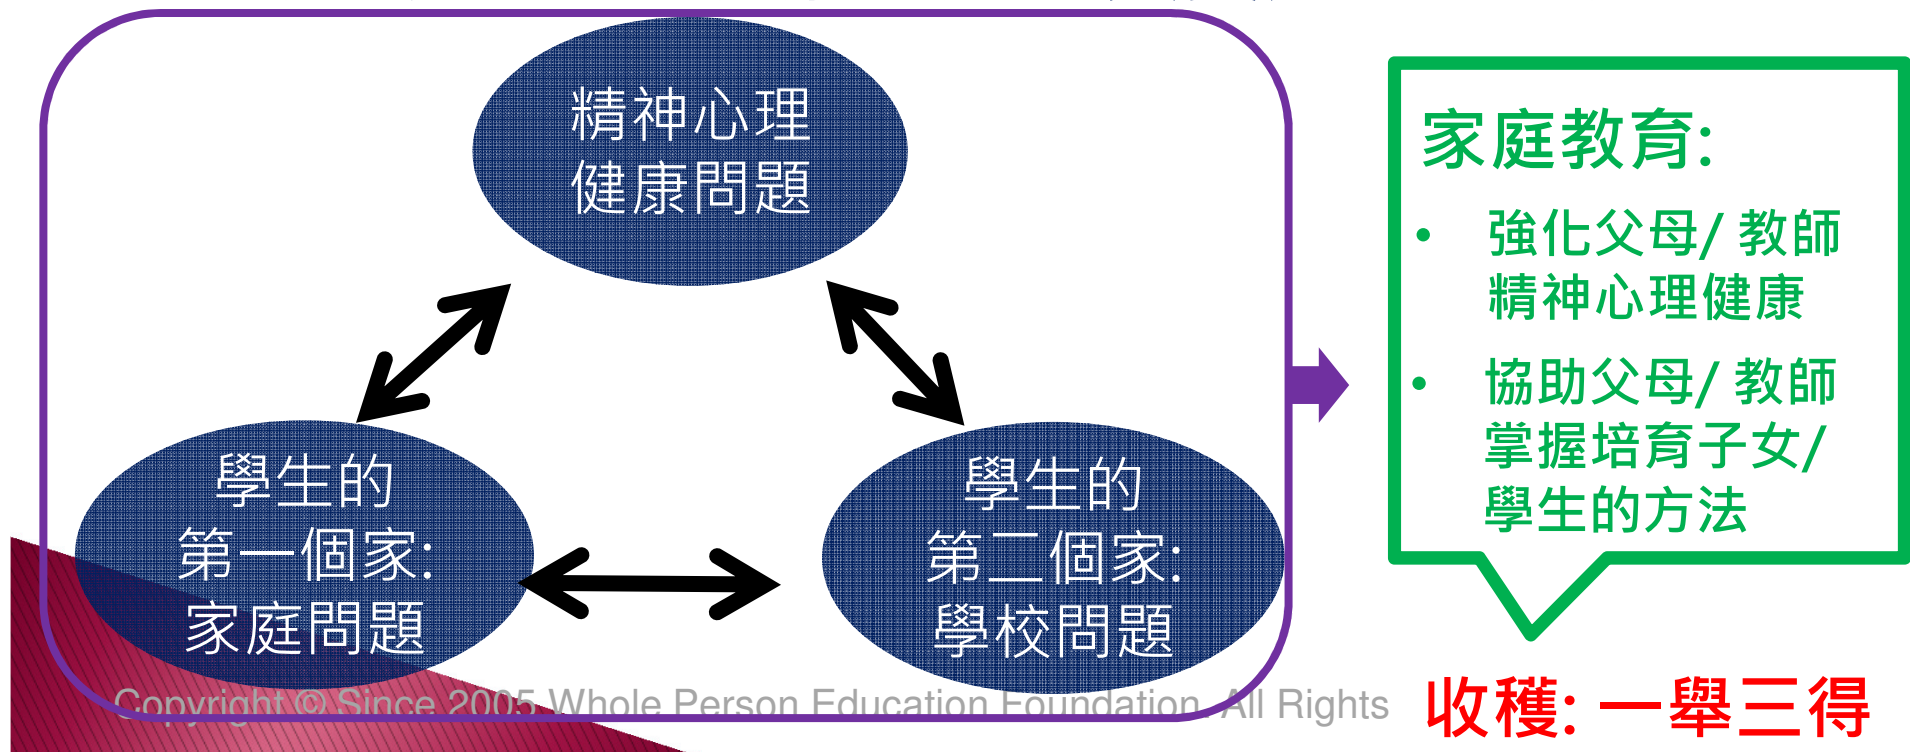 精神心理
健康問題
學生的
第一個家:
家庭問題
學生的
第二個家:
學校問題
家庭教育:
• 強化父母/ 教師
精神心理健康
• 協助父母/ 教師
掌握培育子女/
學生的方法
收穫: 一舉三得
Copyright © Since 2005 Whole Person Education Foundation. All Rights